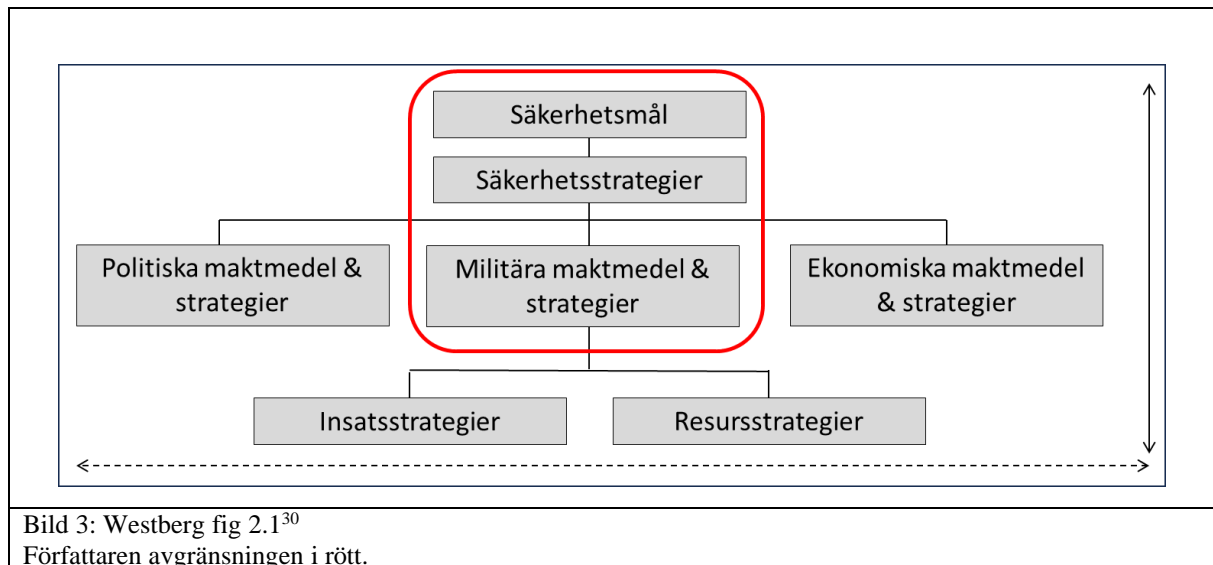 Säkerhetsmål
Säkerhetsstrategier
Politiska maktmedel &
strategier
Militära maktmedel &
strategier
Ekonomiska maktmedel
& strategier
Insatsstrategier
Resursstrategier
Bild 3: Westberg fig 2.1³⁰
Författaren avgränsningen i rött.